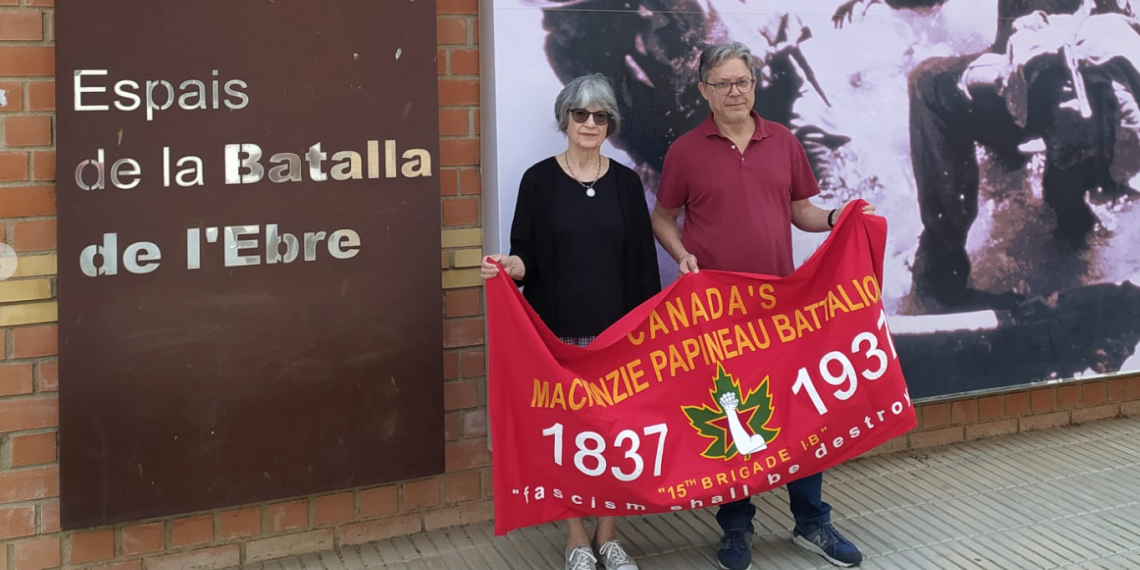 Espais
de la Batalla
de l'Ebre
CANADA'S
MACKENZIE PAPINEAU BATTALION
1837 1937
"15TH BRIGADE I-B"
"fascism shall be destroy